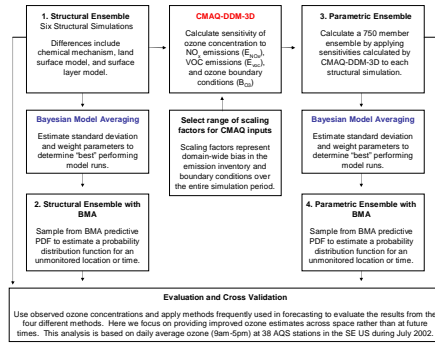 1. Structural Ensemble
Six Structural Simulations
Differences include
chemical mechanism, land
surface model, and surface
layer model.
CMAQ-DDM-3D
Calculate sensitivity of
ozone concentration to
NOx emissions (ENOx),
VOC emissions (EVOC),
and ozone boundary
conditions (BO3)
3. Parametric Ensemble
Calculate a 750 member
ensemble by applying
sensitivities calculated by
CMAQ-DDM-3D to each
structural simulation.
Bayesian Model Averaging
Estimate standard deviation
and weight parameters to
determine “best” performing
model runs.
Select range of scaling
factors for CMAQ inputs
Scaling factors represent
domain-wide bias in the
emission inventory and
boundary conditions over
the entire simulation period.
Bayesian Model Averaging
Estimate standard deviation
and weight parameters to
determine “best” performing
model runs.
2. Structural Ensemble with
BMA
Sample from BMA predictive
PDF to estimate a probability
distribution function for an
unmonitored location or time.
4. Parametric Ensemble with
BMA
Sample from BMA predictive
PDF to estimate a probability
distribution function for an
unmonitored location or time.
Evaluation and Cross Validation
Use observed ozone concentrations and apply methods frequently used in forecasting to evaluate the results from the
four different methods. Here we focus on providing improved ozone estimates across space rather than at future
times. This analysis is based on daily average ozone (9am-5pm) at 38 AQS stations in the SE US during July 2002.